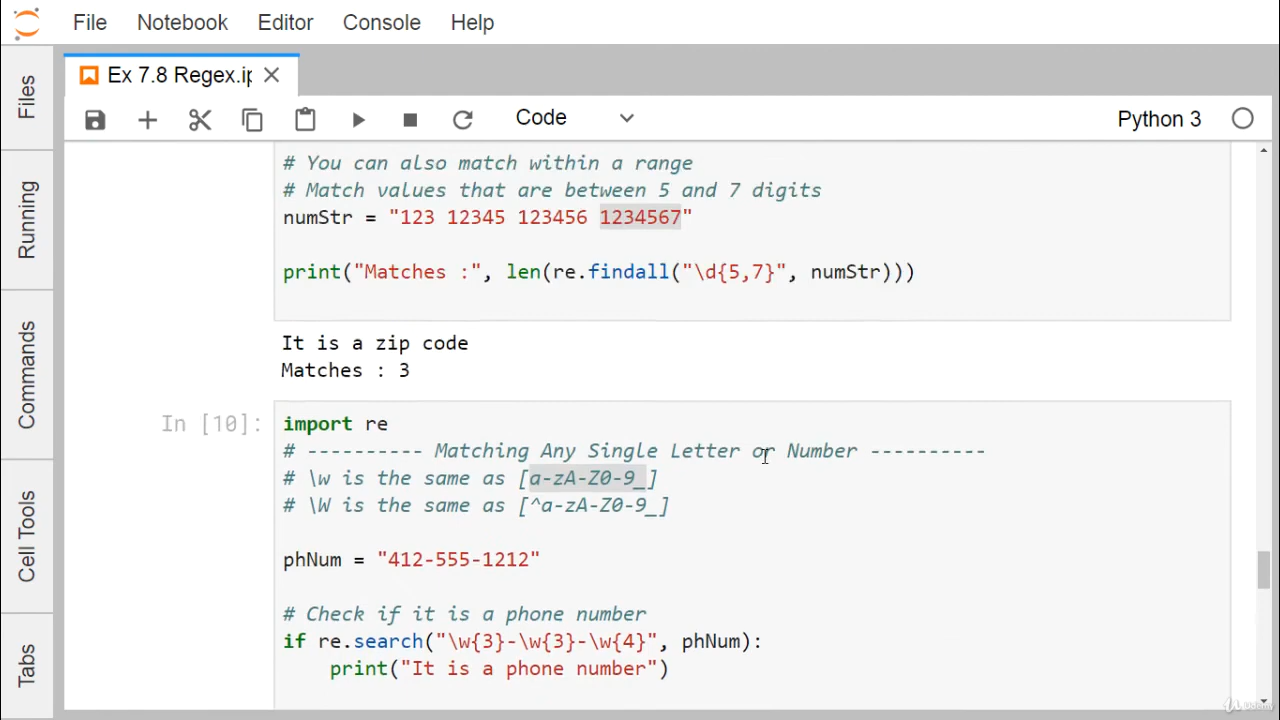 File Notebook Editor Console Help
Ex 7.8 Regex.ip
Code Python 3
Files
Running
Commands
Cell Tools
Tabs
# You can also match within a range
# Match values that are between 5 and 7 digits
numStr = "123 12345 123456 1234567"
print("Matches :", len(re.findall("\d{5,7}", numStr)))
It is a zip code
Matches : 3
In [10]:
import re
# ---------- Matching Any Single Letter or Number ----------
# \w is the same as [a-zA-Z0-9_]
# \W is the same as [^a-zA-Z0-9_]
phNum = "412-555-1212"
# Check if it is a phone number
if re.search("\w{3}-\w{3}-\w{4}", phNum):
    print("It is a phone number")
Udemy